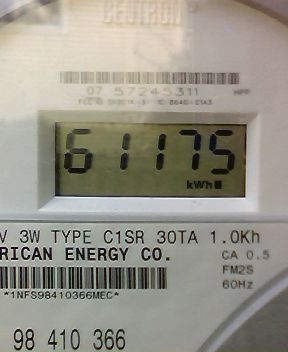 CENTRON®
07 57245311 HPP
61175
kWh
V 3W TYPE C1SR 30TA 1.0Kh
RICAN ENERGY CO.
CA 0.5
FM2S
60Hz
*1NFS98410366MEC*
98 410 366